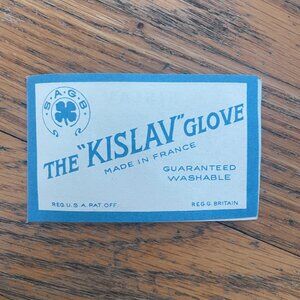 S·A·G·B
THE "KISLAV" GLOVE
MADE IN FRANCE
GUARANTEED
WASHABLE
REG. U.S.A. PAT. OFF.
REG. G. BRITAIN